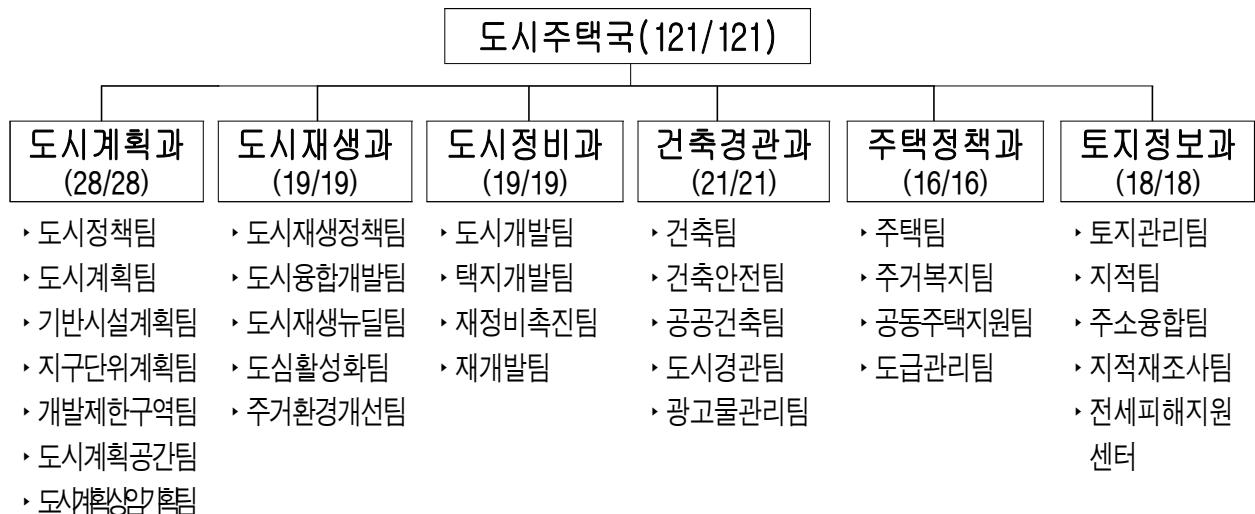 도시주택국(121/121)
도시계획과
(28/28)
‣ 도시정책팀
‣ 도시계획팀
‣ 기반시설계획팀
‣ 지구단위계획팀
‣ 개발제한구역팀
‣ 도시계획공간팀
‣ 도시계획상임기획팀
도시재생과
(19/19)
‣ 도시재생정책팀
‣ 도시융합개발팀
‣ 도시재생뉴딜팀
‣ 도심활성화팀
‣ 주거환경개선팀
도시정비과
(19/19)
‣ 도시개발팀
‣ 택지개발팀
‣ 재정비촉진팀
‣ 재개발팀
건축경관과
(21/21)
‣ 건축팀
‣ 건축안전팀
‣ 공공건축팀
‣ 도시경관팀
‣ 광고물관리팀
주택정책과
(16/16)
‣ 주택팀
‣ 주거복지팀
‣ 공동주택지원팀
‣ 도급관리팀
토지정보과
(18/18)
‣ 토지관리팀
‣ 지적팀
‣ 주소융합팀
‣ 지적재조사팀
‣ 전세피해지원
센터